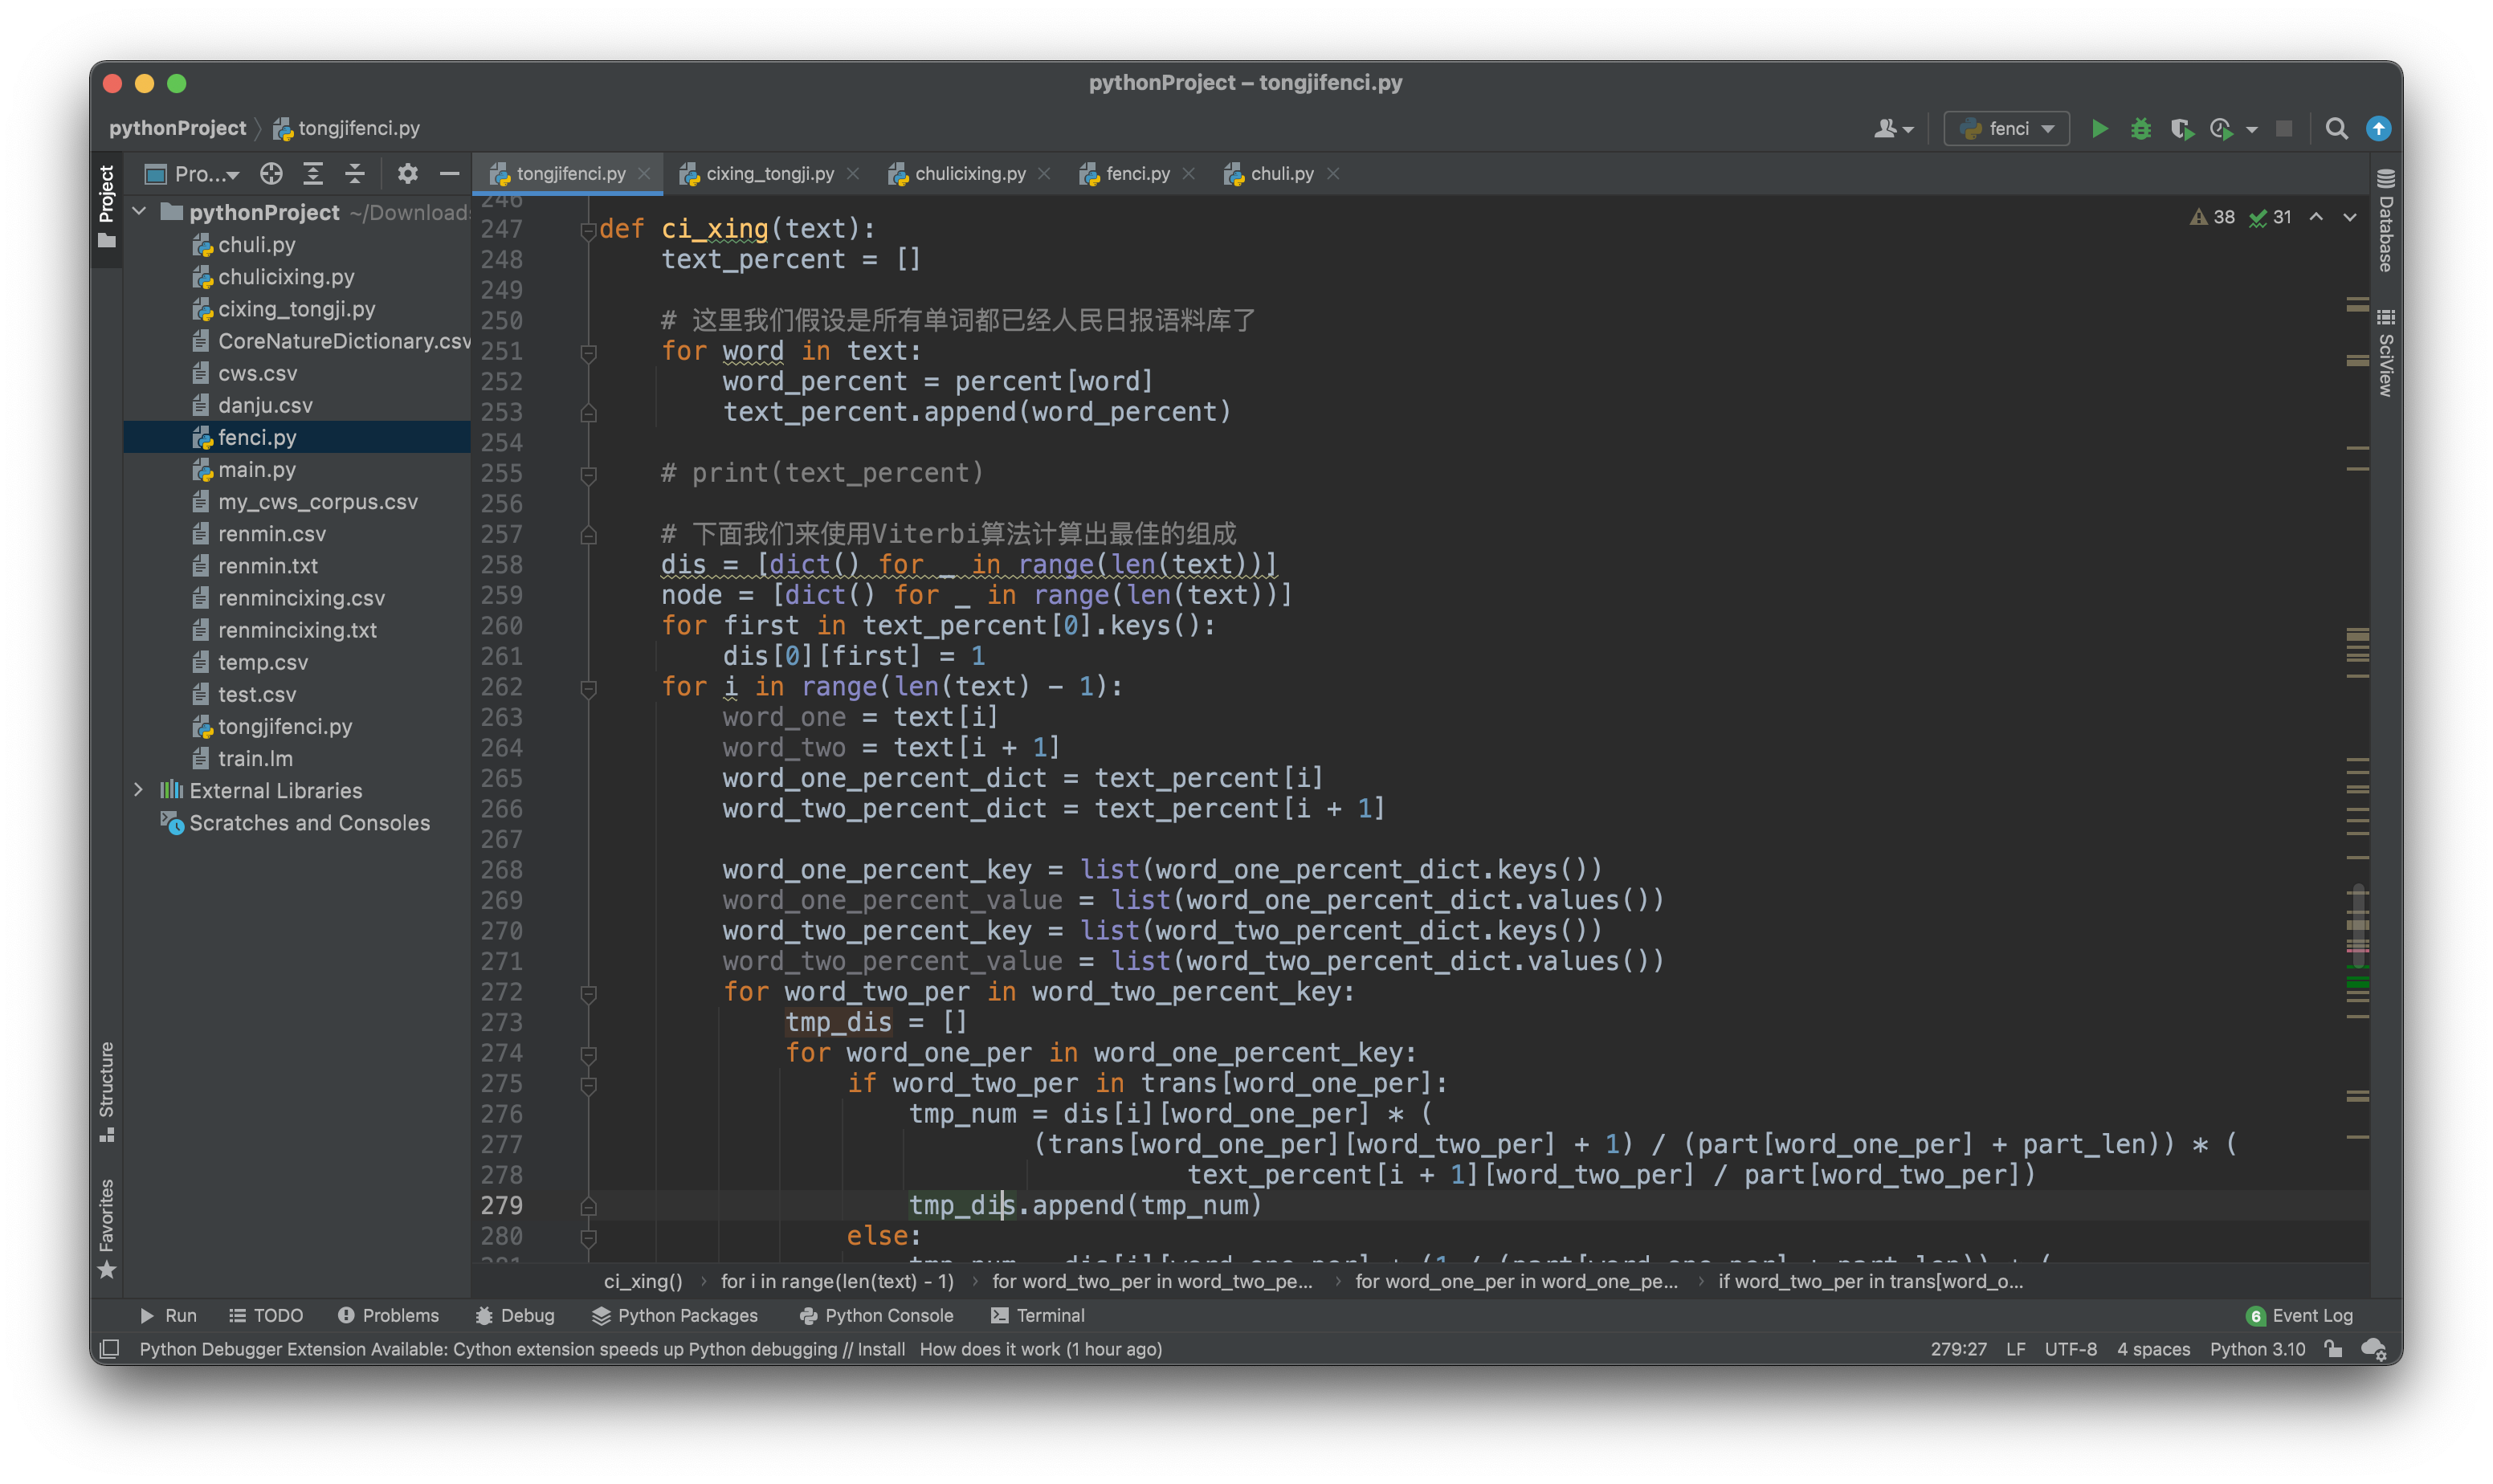 pythonProject – tongjifenci.py
pythonProject tongjifenci.py
fenci
Project
Pro...
tongjifenci.py
cixing_tongji.py
chulicixing.py
fenci.py
chuli.py
pythonProject ~/Downloads
chuli.py
chulicixing.py
cixing_tongji.py
CoreNatureDictionary.csv
cws.csv
danju.csv
fenci.py
main.py
my_cws_corpus.csv
renmin.csv
renmin.txt
renmincixing.csv
renmincixing.txt
temp.csv
test.csv
tongjifenci.py
train.lm
External Libraries
Scratches and Consoles
Structure
Favorites
38 31
Database
SciView
246
247 def ci_xing(text):
248 text_percent = []
249
250 # 这里我们假设是所有单词都已经人民日报语料库了
251 for word in text:
252 word_percent = percent[word]
253 text_percent.append(word_percent)
254
255 # print(text_percent)
256
257 # 下面我们来使用Viterbi算法计算出最佳的组成
258 dis = [dict() for _ in range(len(text))]
259 node = [dict() for _ in range(len(text))]
260 for first in text_percent[0].keys():
261 dis[0][first] = 1
262 for i in range(len(text) - 1):
263 word_one = text[i]
264 word_two = text[i + 1]
265 word_one_percent_dict = text_percent[i]
266 word_two_percent_dict = text_percent[i + 1]
267
268 word_one_percent_key = list(word_one_percent_dict.keys())
269 word_one_percent_value = list(word_one_percent_dict.values())
270 word_two_percent_key = list(word_two_percent_dict.keys())
271 word_two_percent_value = list(word_two_percent_dict.values())
272 for word_two_per in word_two_percent_key:
273 tmp_dis = []
274 for word_one_per in word_one_percent_key:
275 if word_two_per in trans[word_one_per]:
276 tmp_num = dis[i][word_one_per] * (
277 (trans[word_one_per][word_two_per] + 1) / (part[word_one_per] + part_len)) * (
278 text_percent[i + 1][word_two_per] / part[word_two_per])
279 tmp_dis.append(tmp_num)
280 else:
281 tmp_num = dis[i][word_one_per] * (1 / (part[word_one_per] + part_len)) * (
ci_xing() › for i in range(len(text) - 1) › for word_two_per in word_two_pe... › for word_one_per in word_one_pe... › if word_two_per in trans[word_o...
Run TODO Problems Debug Python Packages Python Console Terminal 6 Event Log
Python Debugger Extension Available: Cython extension speeds up Python debugging // Install How does it work (1 hour ago) 279:27 LF UTF-8 4 spaces Python 3.10